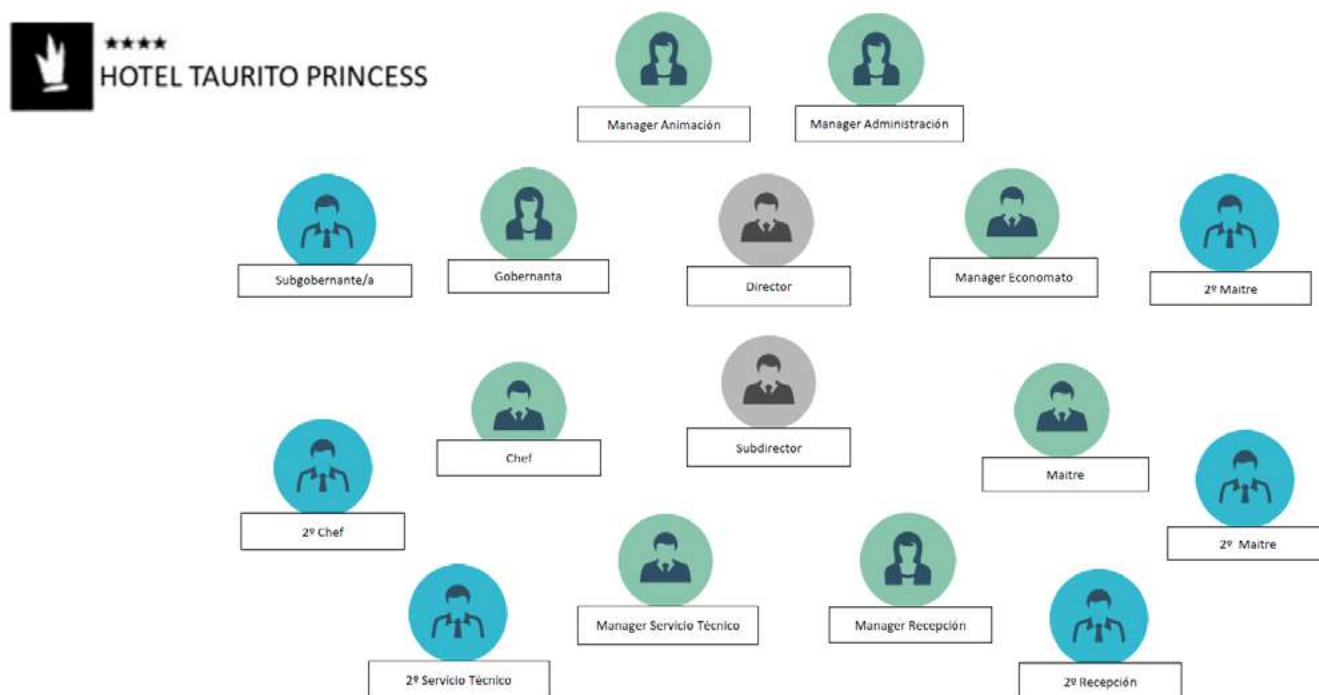 ★★★★
HOTEL TAURITO PRINCESS
Manager Animación
Manager Administración
Subgobernante/a
Gobernanta
Director
Manager Economato
2º Maitre
Chef
Subdirector
Maitre
2º Chef
2º Maitre
Manager Servicio Técnico
Manager Recepción
2º Servicio Técnico
2º Recepción